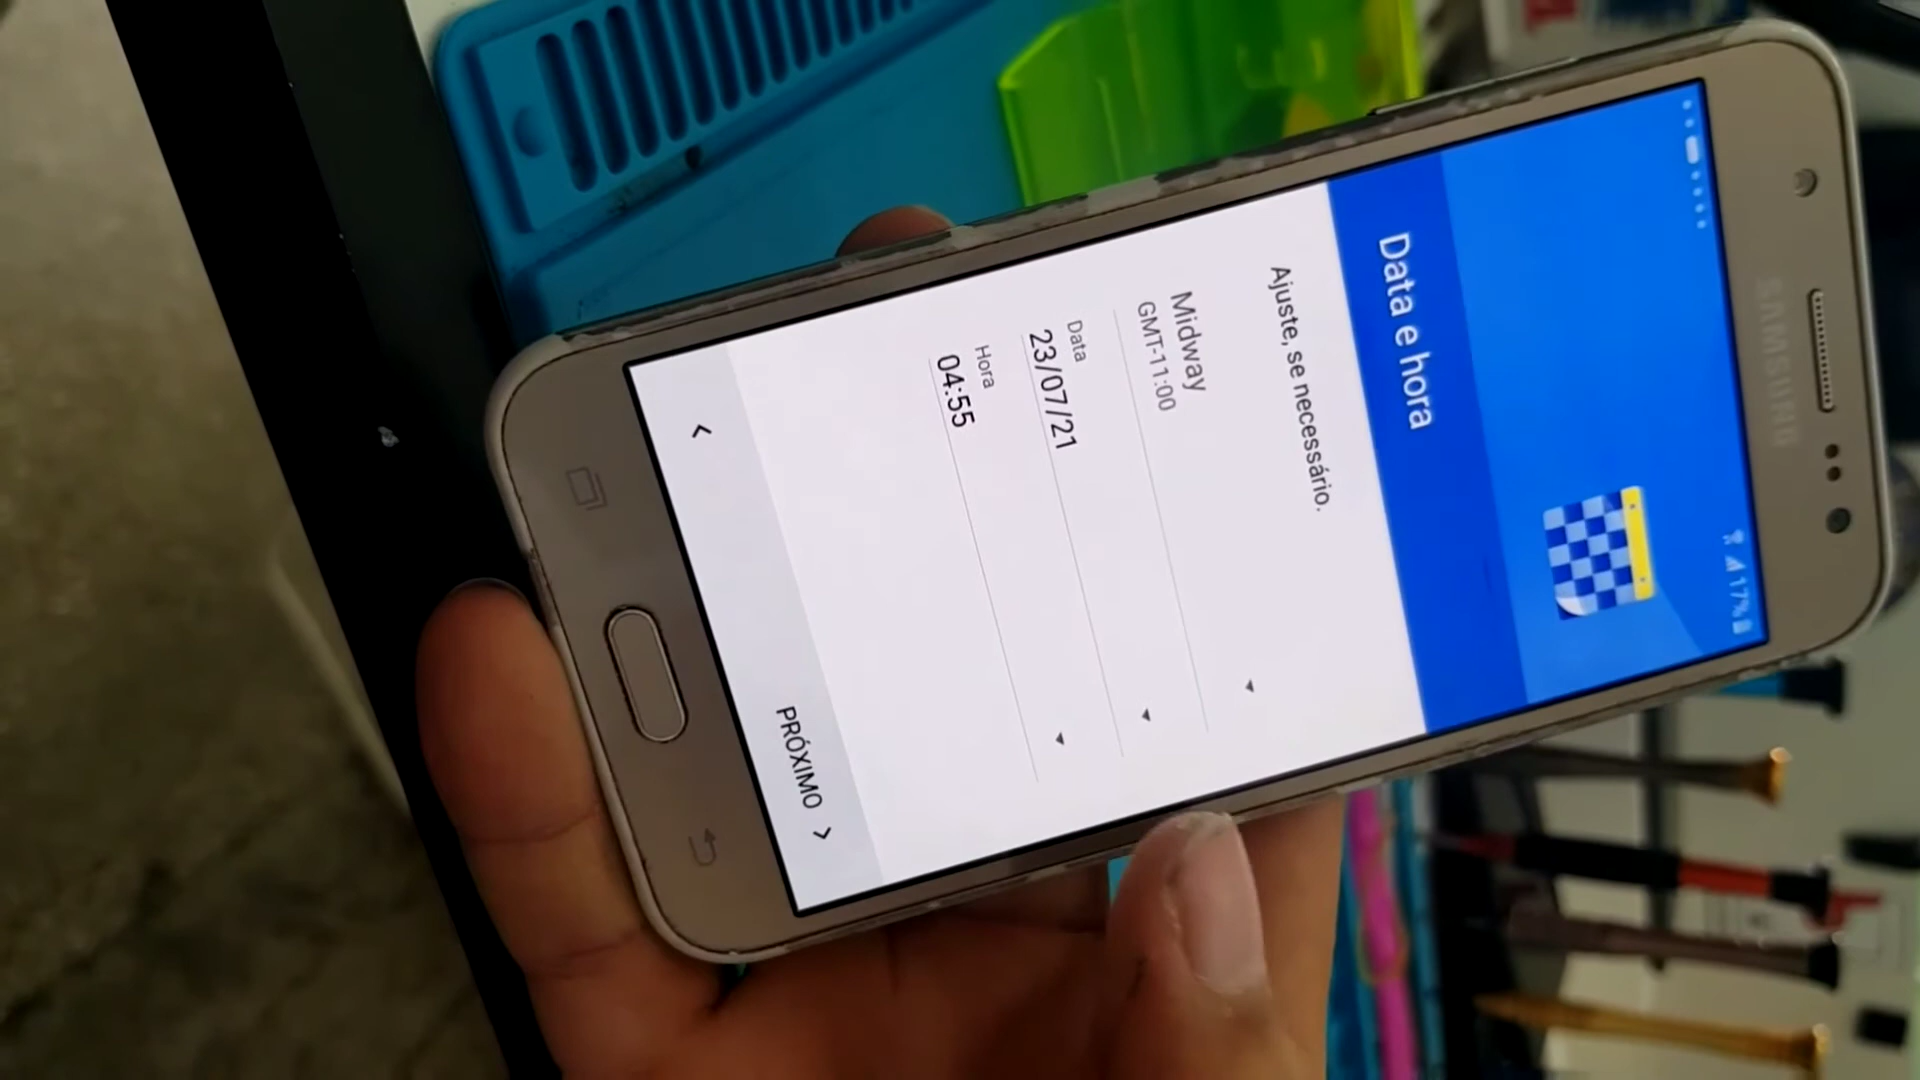 SAMSUNG
17%
Data e hora
Ajuste, se necessário.
Midway
GMT-11:00
Data
23/07/21
Hora
04:55
PRÓXIMO